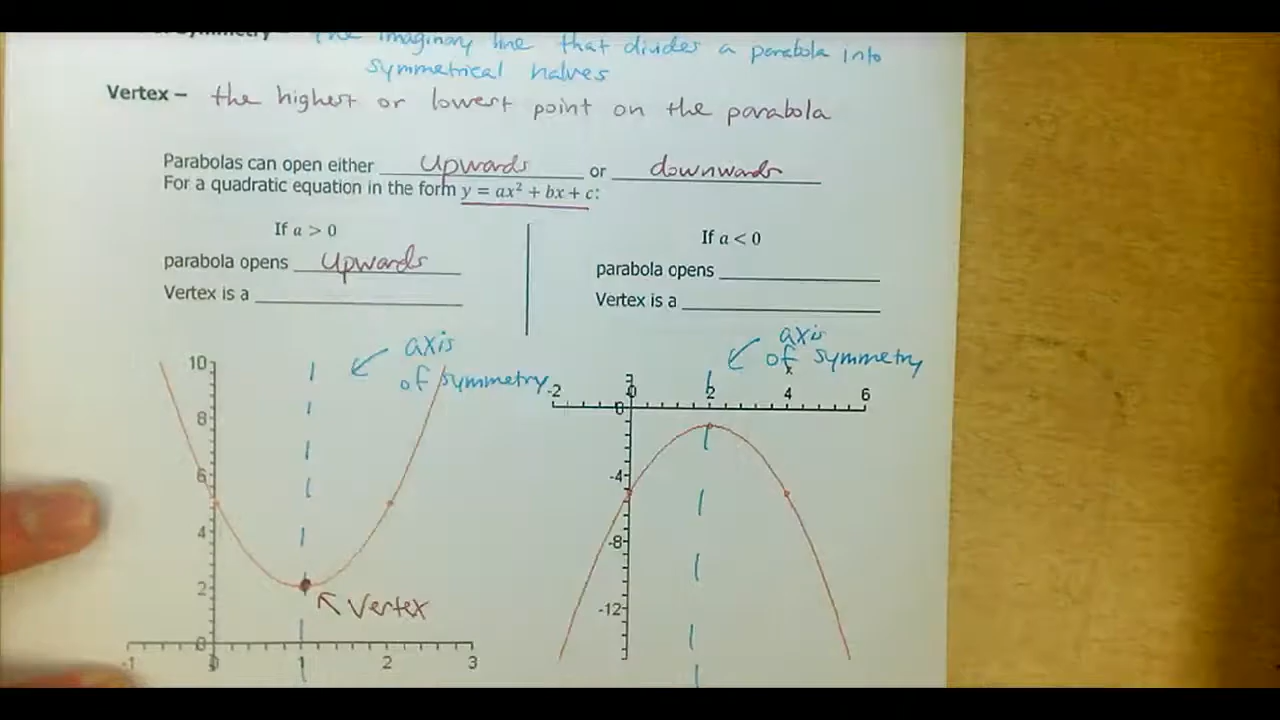 Symmetry – the imaginary line that divides a parabola into
symmetrical halves
Vertex – the highest or lowest point on the parabola
Parabolas can open either upwards or downwards
For a quadratic equation in the form y = ax² + bx + c:
If a > 0
parabola opens upwards
Vertex is a
If a < 0
parabola opens
Vertex is a
axis
of symmetry
10
8
6
4
2
0
-1 0 1 2 3
Vertex
axis
of symmetry
x
-2 0 2 4 6
0
-4
-8
-12